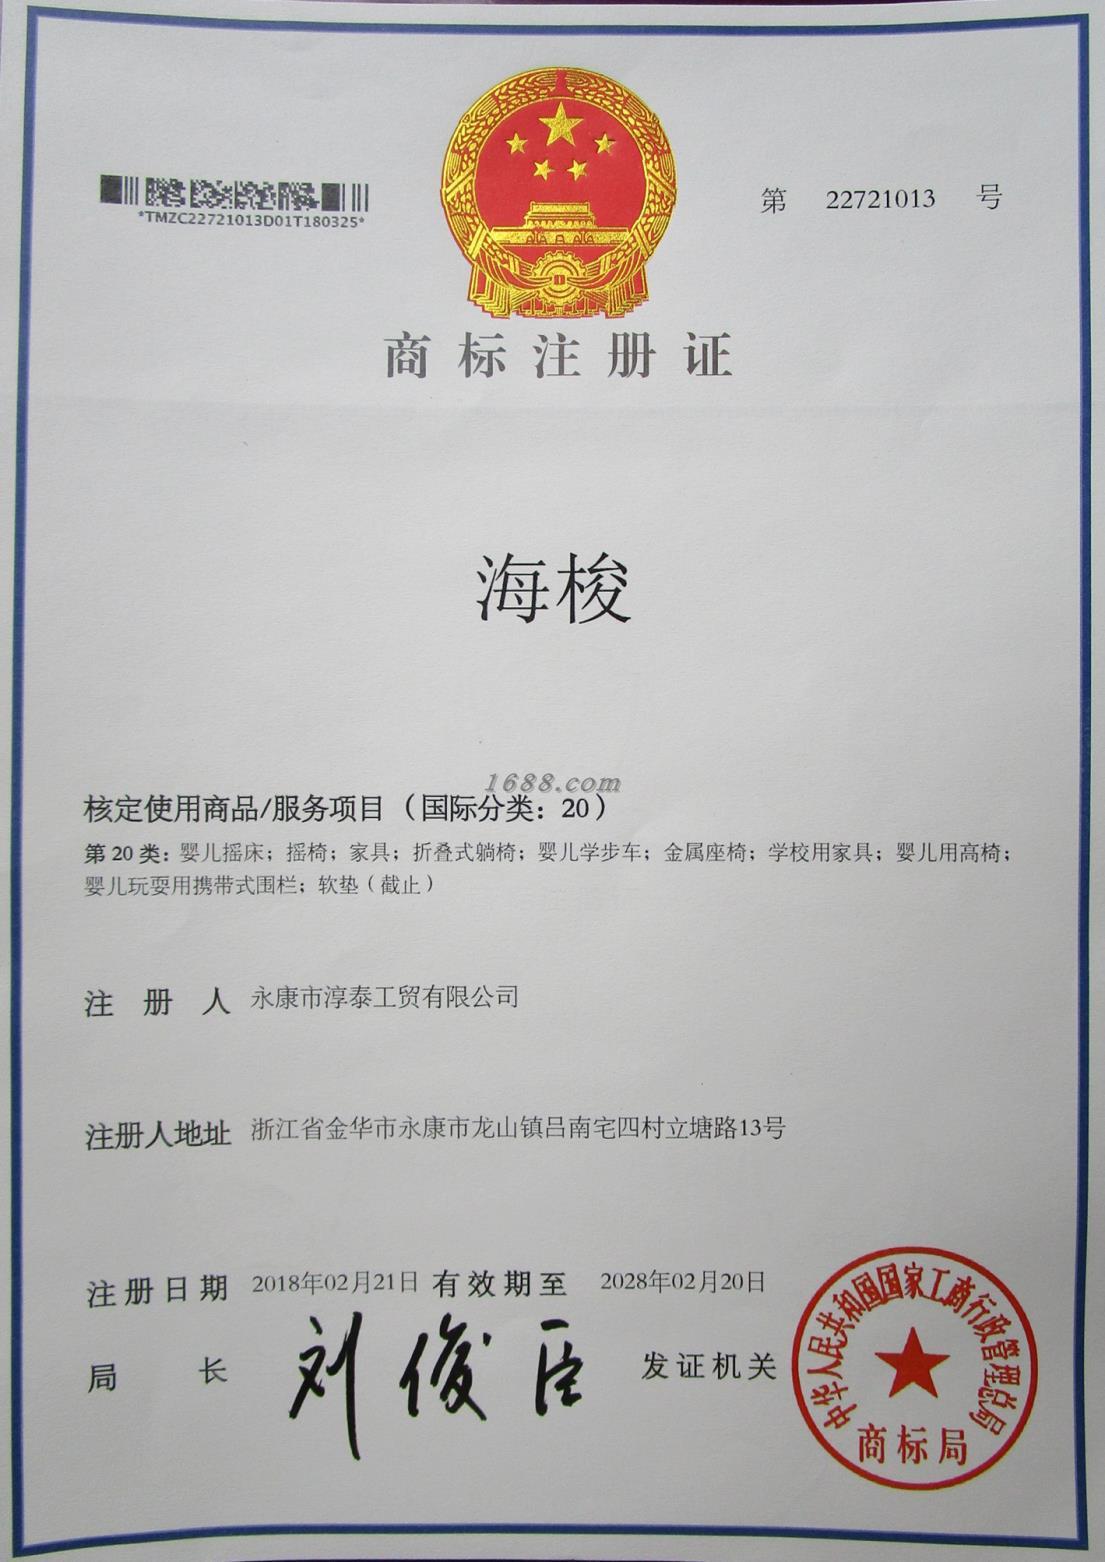 *TMZC22721013D01T180325*
第 22721013 号
商标注册证
海梭
1688.com
核定使用商品/服务项目（国际分类：20）
第 20 类：婴儿摇床；摇椅；家具；折叠式躺椅；婴儿学步车；金属座椅；学校用家具；婴儿用高椅；
婴儿玩耍用携带式围栏；软垫（截止）
注册人 永康市淳泰工贸有限公司
注册人地址 浙江省金华市永康市龙山镇吕南宅四村立塘路13号
注册日期 2018年02月21日 有效期至 2028年02月20日
局长 刘俊臣 发证机关
中华人民共和国国家工商行政管理总局
商标局